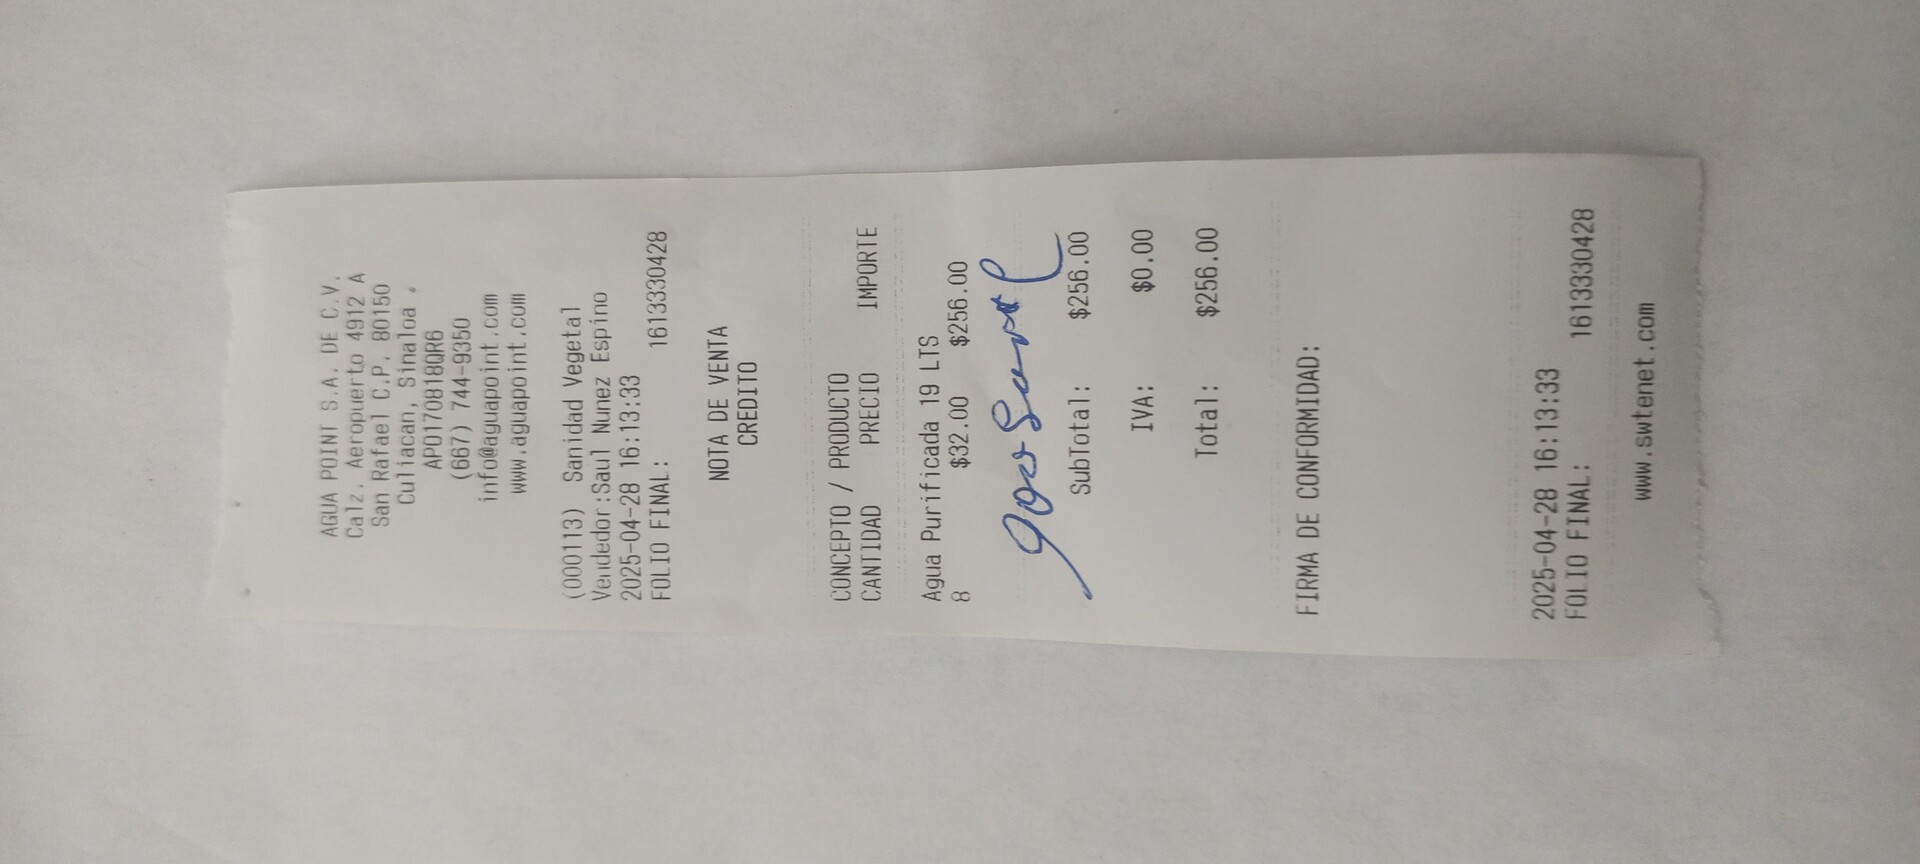 AGUA POINT S.A. DE C.V.
Calz. Aeropuerto 4912 A
San Rafael C.P. 80150
Culiacan, Sinaloa .
APO170818QR6
(667) 744-9350
info@aguapoint.com
www.aguapoint.com
(000113) Sanidad Vegetal
Vendedor:Saul Nunez Espino
2025-04-28 16:13:33
FOLIO FINAL: 1613330428
NOTA DE VENTA
CREDITO
CONCEPTO / PRODUCTO
CANTIDAD PRECIO IMPORTE
Agua Purificada 19 LTS
8 $32.00 $256.00
SubTotal: $256.00
IVA: $0.00
Total: $256.00
FIRMA DE CONFORMIDAD:
2025-04-28 16:13:33
FOLIO FINAL: 1613330428
www.swtenet.com